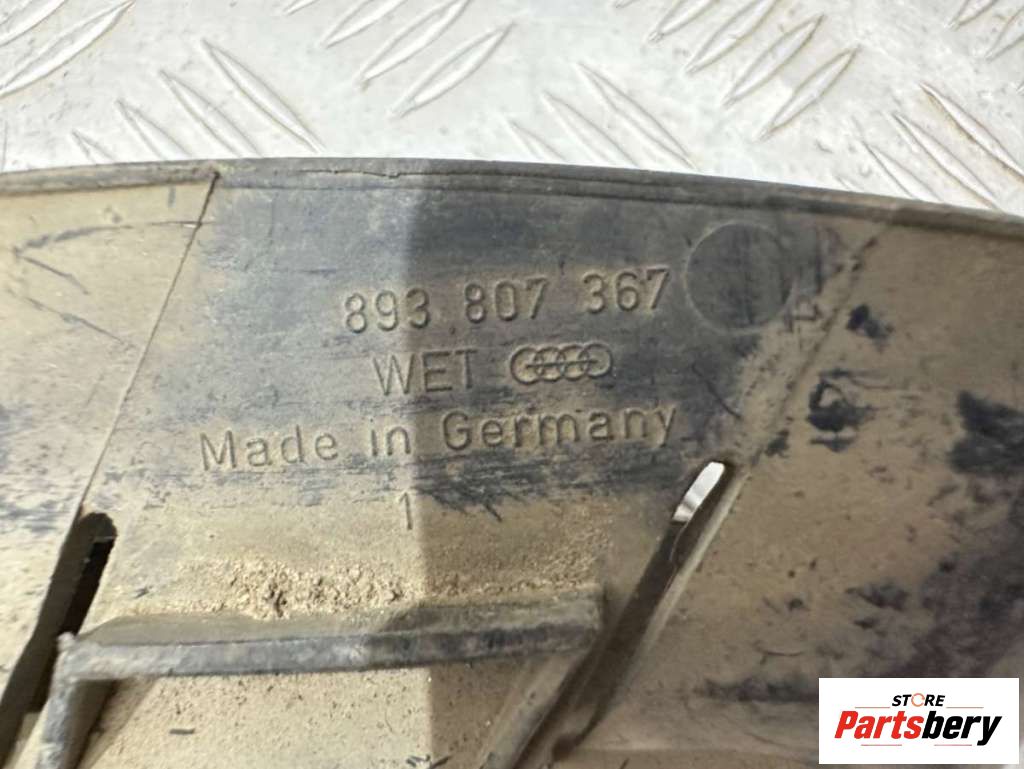 893 807 367
WET
Made in Germany
1
STORE
Partsbery